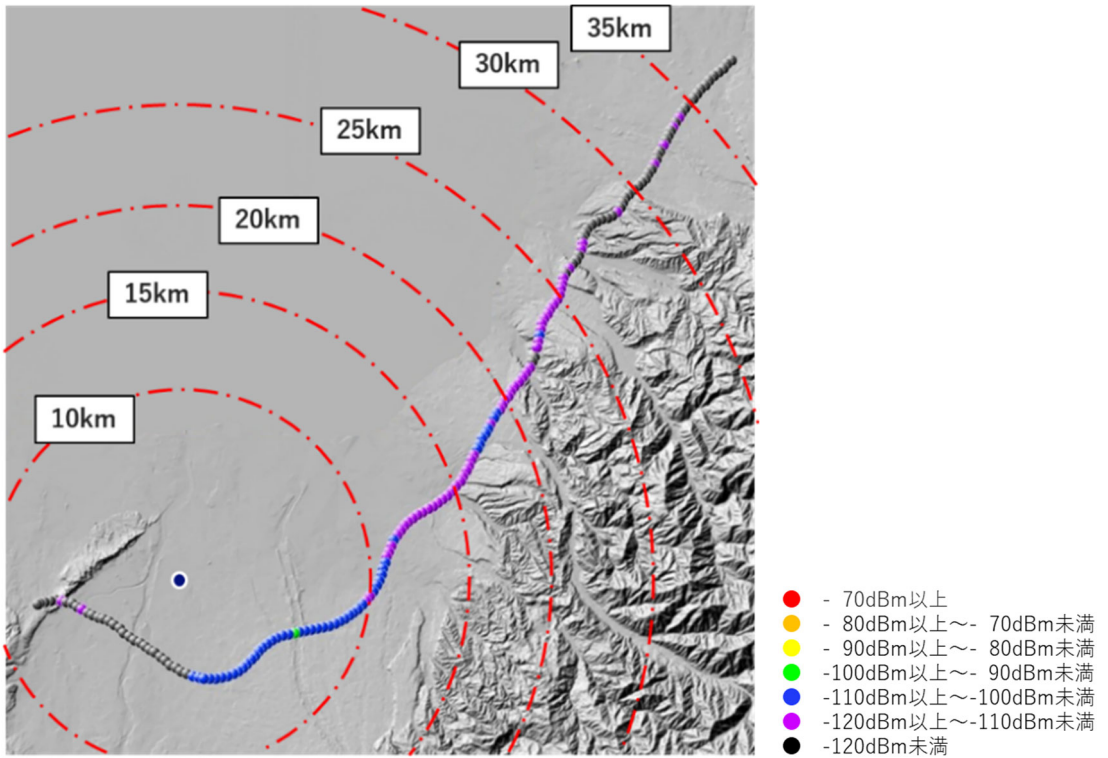 35km
30km
25km
20km
15km
10km
- 70dBm以上
- 80dBm以上～- 70dBm未満
- 90dBm以上～- 80dBm未満
-100dBm以上～- 90dBm未満
-110dBm以上～-100dBm未満
-120dBm以上～-110dBm未満
-120dBm未満